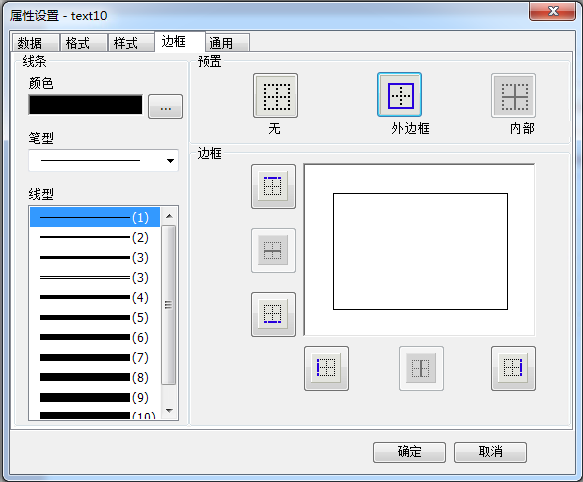 属性设置 - text10
数据 格式 样式 边框 通用
线条
颜色
...
笔型
线型
(1)
(2)
(3)
(3)
(4)
(5)
(6)
(7)
(8)
(9)
(10)
预置
无 外边框 内部
边框
确定 取消